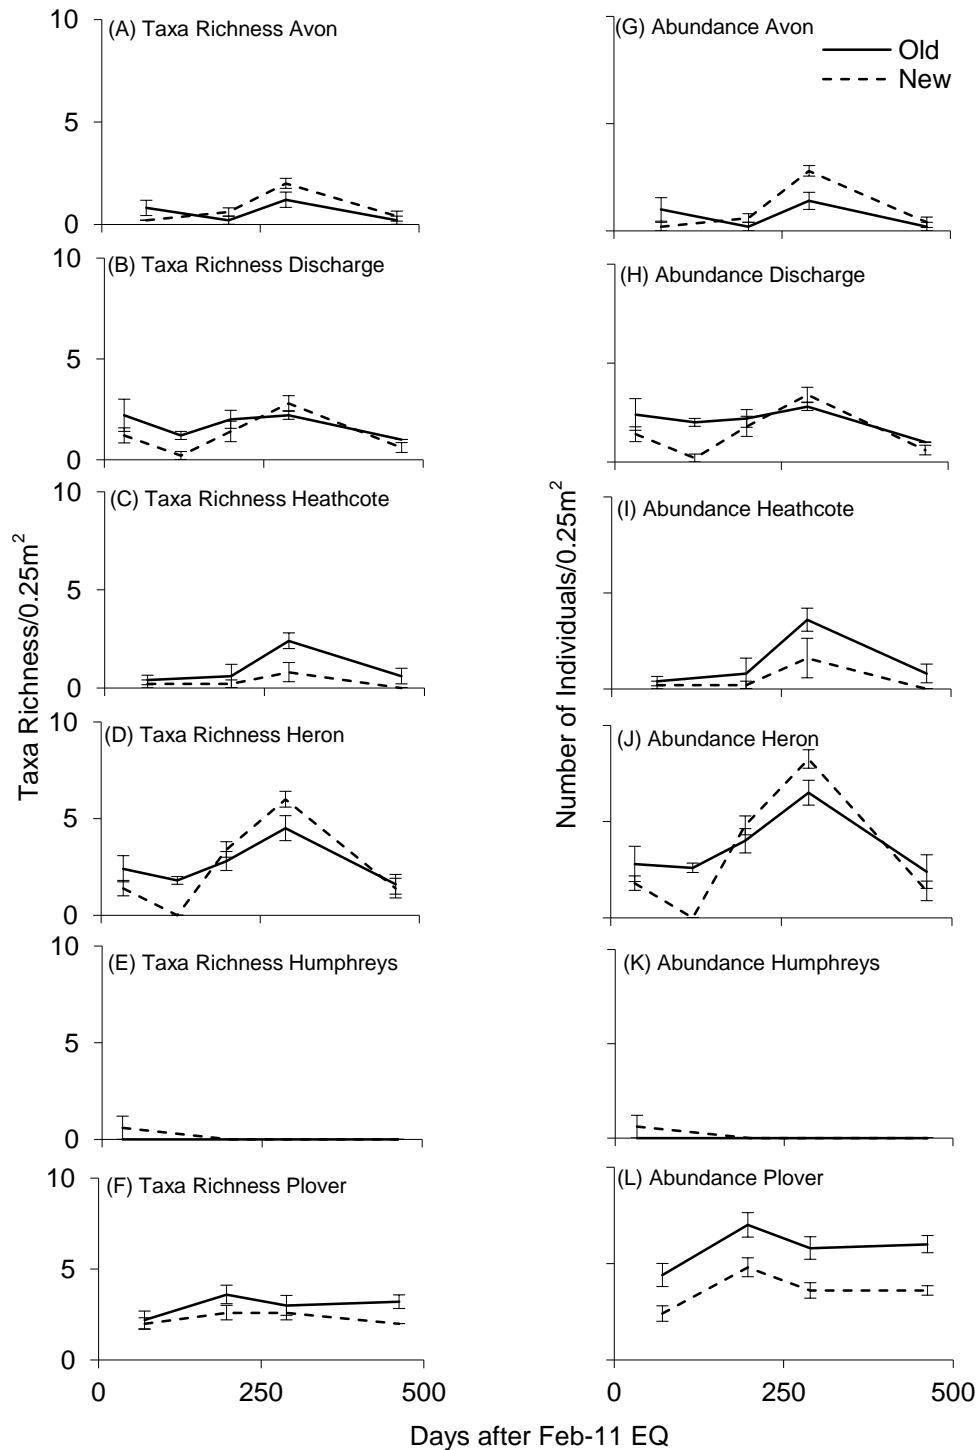 10
(A) Taxa Richness Avon
5
0
(G) Abundance Avon
Old
New
10
(B) Taxa Richness Discharge
5
0
(H) Abundance Discharge
10
(C) Taxa Richness Heathcote
5
0
(I) Abundance Heathcote
10
(D) Taxa Richness Heron
5
0
(J) Abundance Heron
10
(E) Taxa Richness Humphreys
5
0
(K) Abundance Humphreys
10
(F) Taxa Richness Plover
5
0
(L) Abundance Plover
0
250
500
0
250
500
Taxa Richness/0.25m²
Number of Individuals/0.25m²
Days after Feb-11 EQ